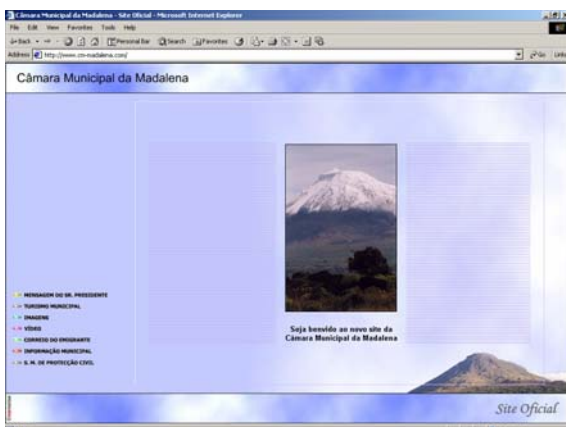 Câmara Municipal da Madalena - Site Oficial - Microsoft Internet Explorer
File Edit View Favorites Tools Help
Back Personal Bar Search Favorites
Address http://www.cm-madalena.com/ Go Links
Câmara Municipal da Madalena
MENSAGEM DO SR. PRESIDENTE
TURISMO MUNICIPAL
IMAGENS
VÍDEO
CORREIO DO EMIGRANTE
INFORMAÇÃO MUNICIPAL
S. M. DE PROTECÇÃO CIVIL
Seja benvido ao novo site da
Câmara Municipal da Madalena
Site Oficial